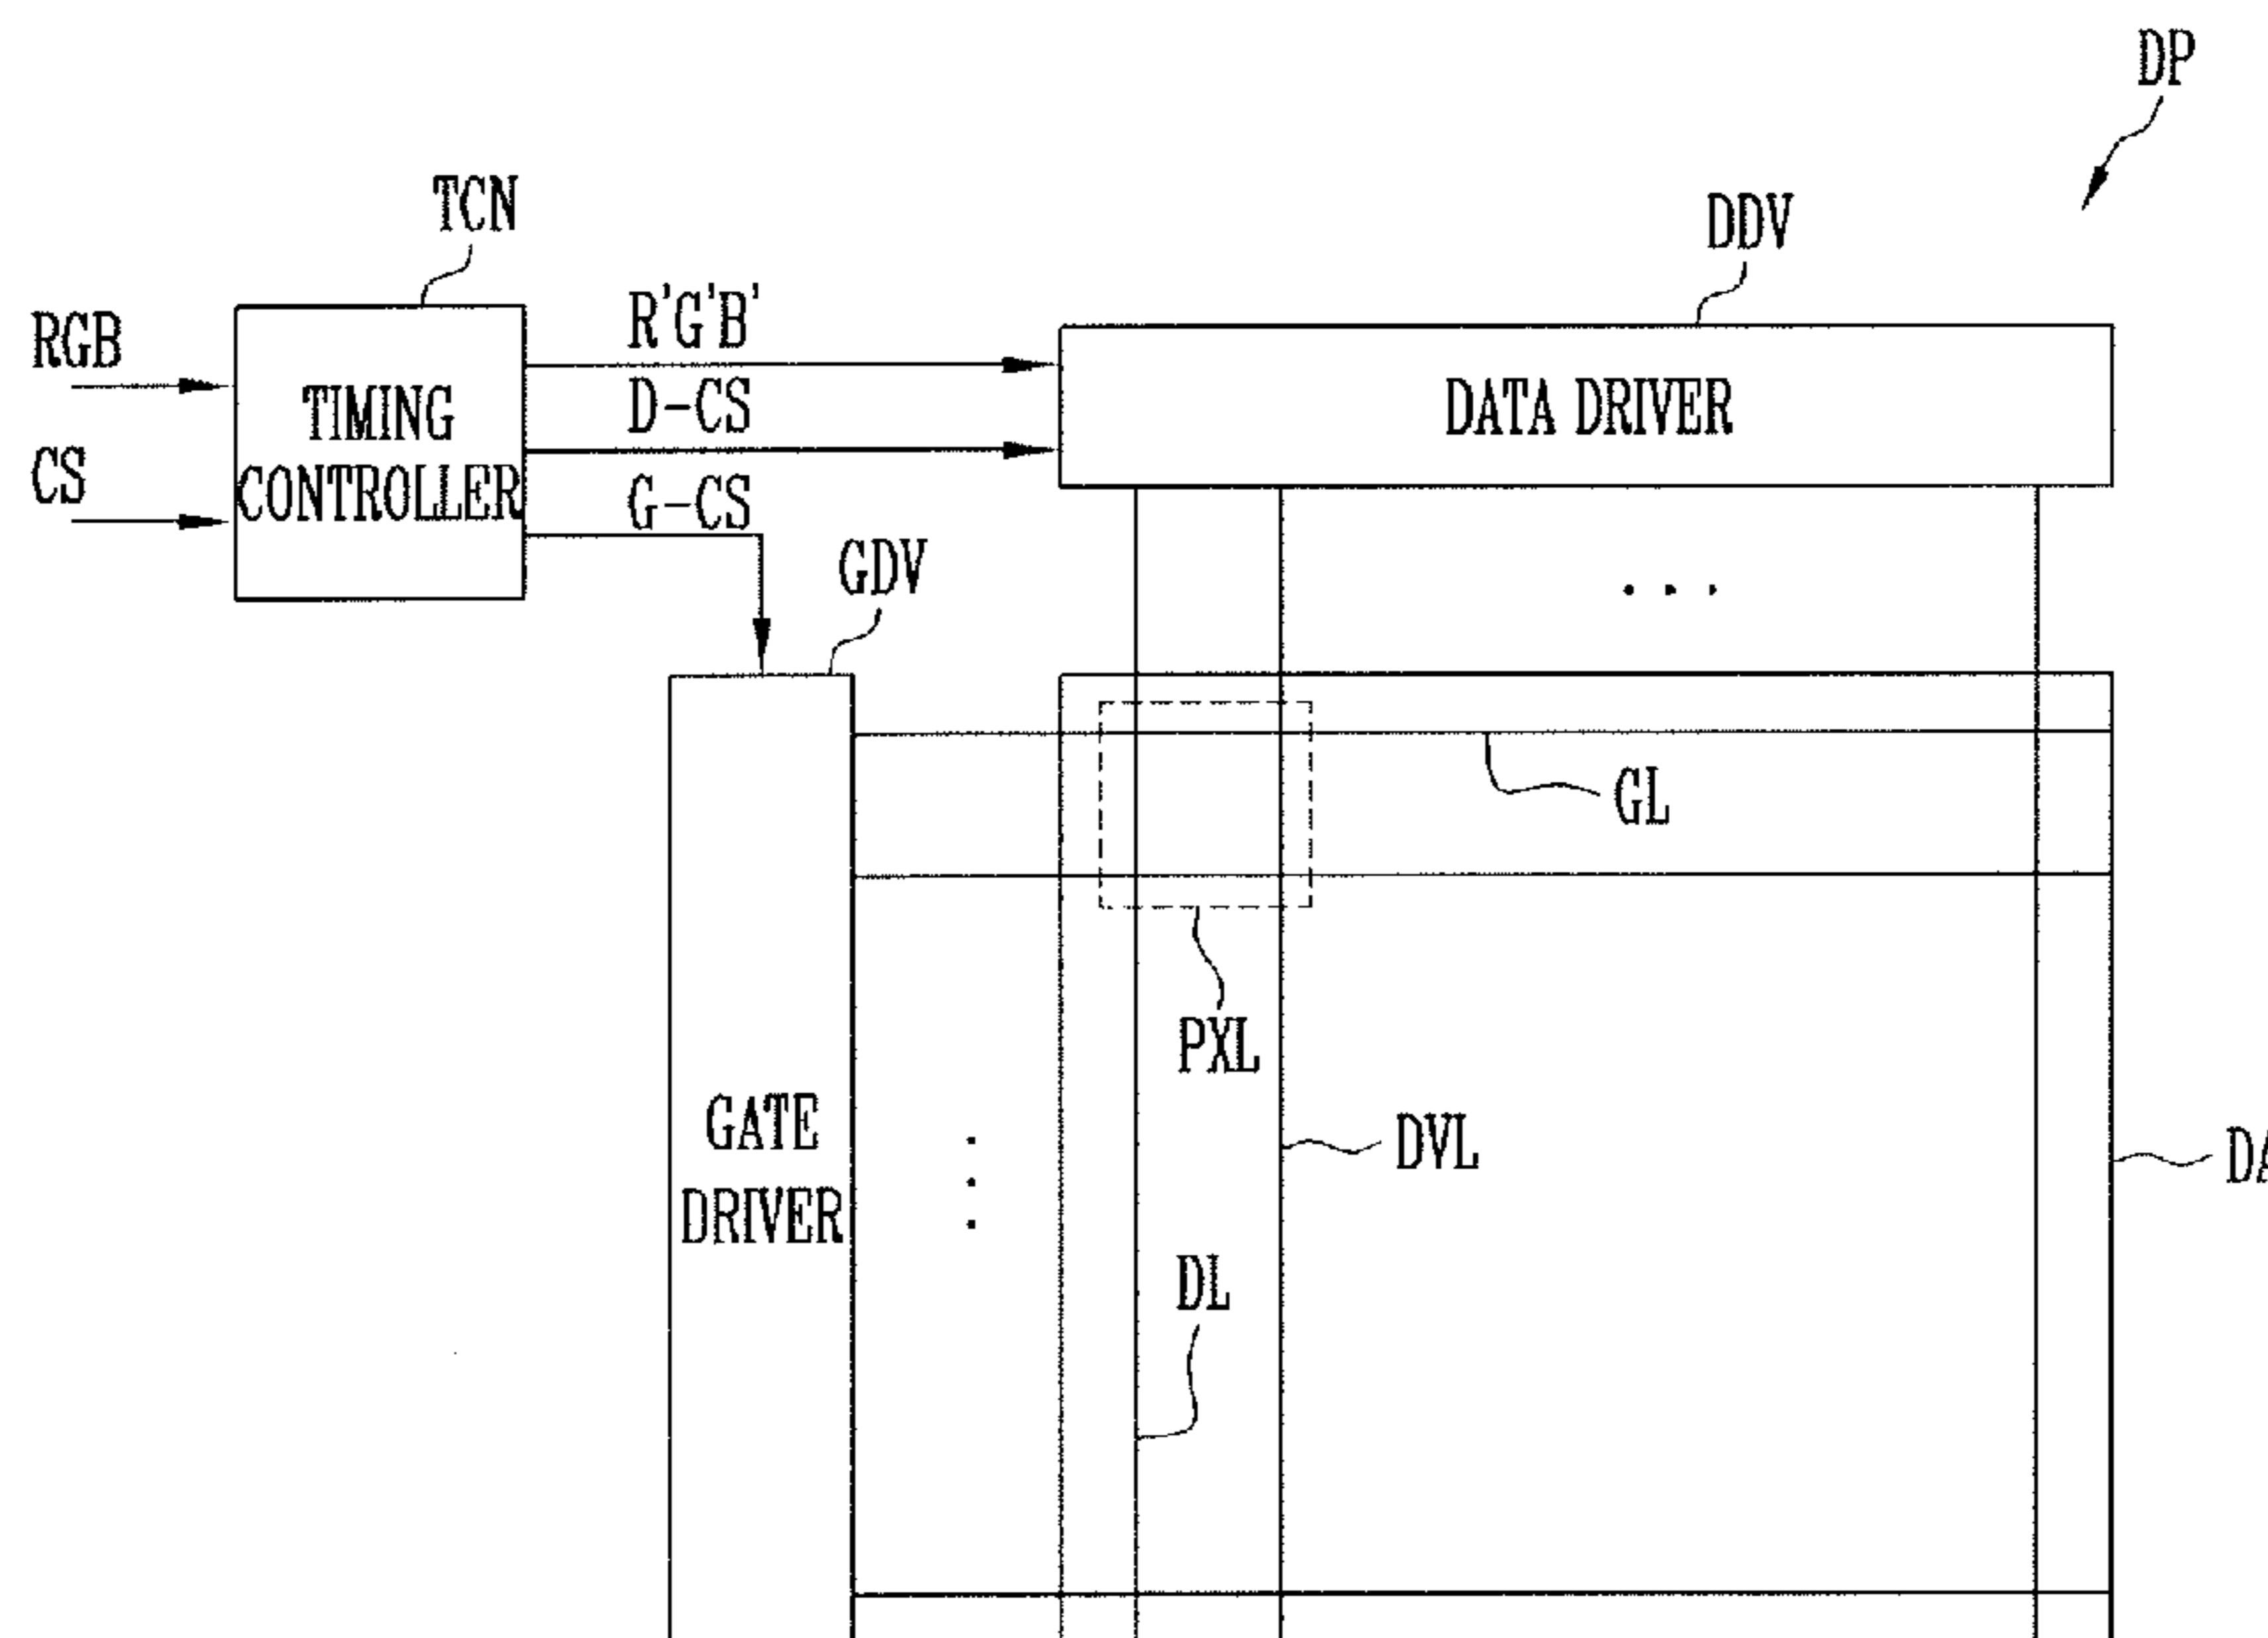 DP
TCN
DDV
RGB
R'G'B'
TIMING
CONTROLLER
D-CS
DATA DRIVER
CS
G-CS
GDV
GL
PXL
GATE
DRIVER
DVL
DL